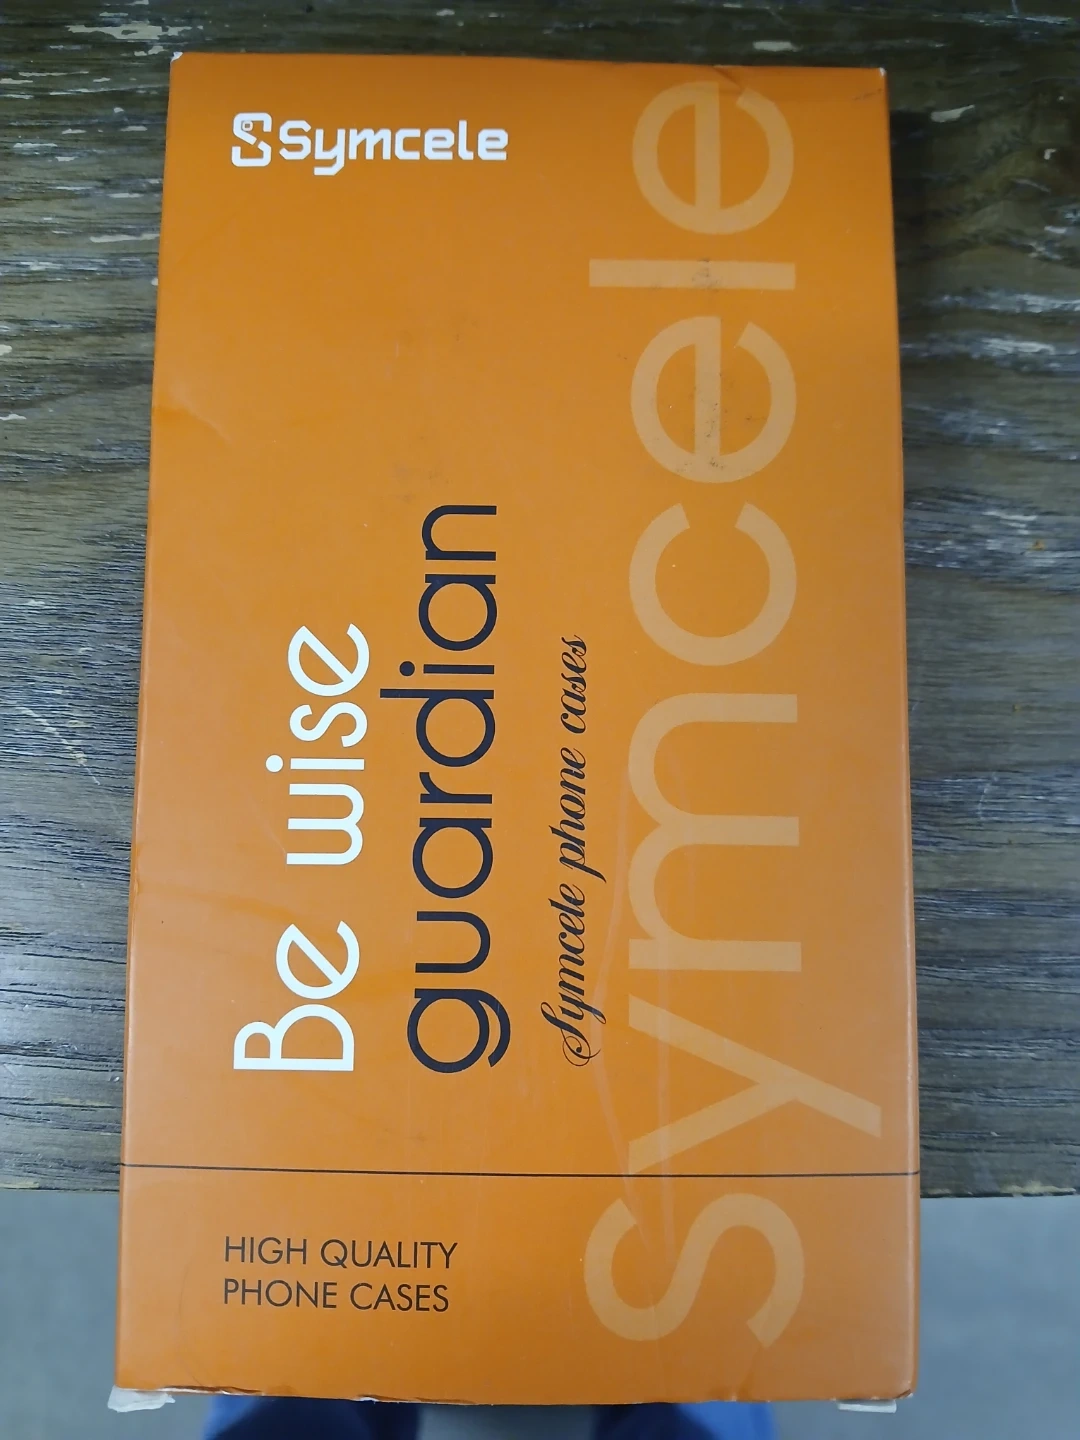 Symcele
Be wise
guardian
Symcele phone cases
symcele
HIGH QUALITY
PHONE CASES